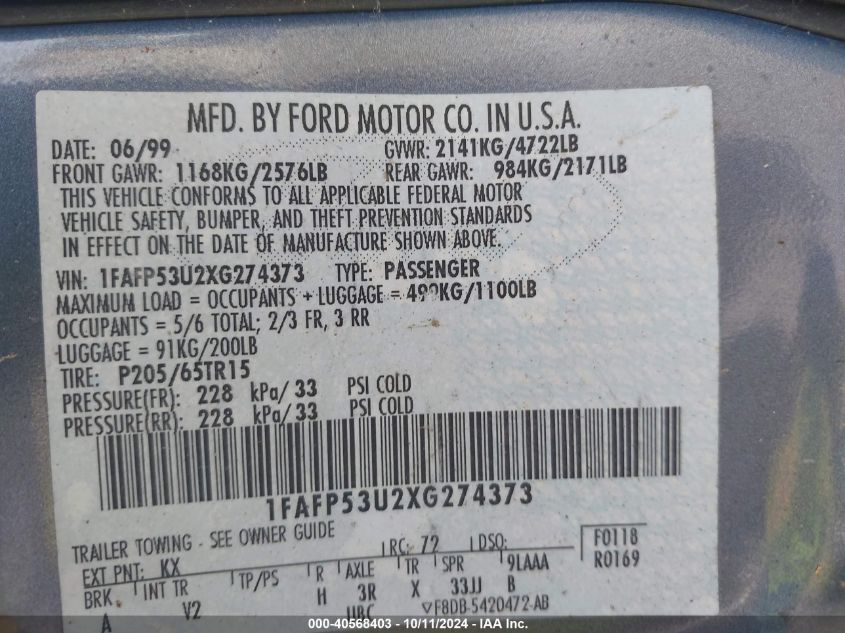 MFD. BY FORD MOTOR CO. IN U.S.A.
DATE: 06/99 GVWR: 2141KG/4722LB
FRONT GAWR: 1168KG/2576LB REAR GAWR: 984KG/2171LB
THIS VEHICLE CONFORMS TO ALL APPLICABLE FEDERAL MOTOR
VEHICLE SAFETY, BUMPER, AND THEFT PREVENTION STANDARDS
IN EFFECT ON THE DATE OF MANUFACTURE SHOWN ABOVE.
VIN: 1FAFP53U2XG274373 TYPE: PASSENGER
MAXIMUM LOAD = OCCUPANTS + LUGGAGE = 499KG/1100LB
OCCUPANTS = 5/6 TOTAL; 2/3 FR, 3 RR
LUGGAGE = 91KG/200LB
TIRE: P205/65TR15
PRESSURE(FR): 228 kPa/ 33 PSI COLD
PRESSURE(RR): 228 kPa/ 33 PSI COLD
1FAFP53U2XG274373
TRAILER TOWING - SEE OWNER GUIDE
EXT PNT: KX RC: 72 DSO: F0118
BRK INT TR TP/PS R AXLE TR SPR 9LAAA R0169
A V2 H 3R X 33JJ B
UBC ▽F8DB-5420472-AB
000-40568403 - 10/11/2024 - IAA Inc.